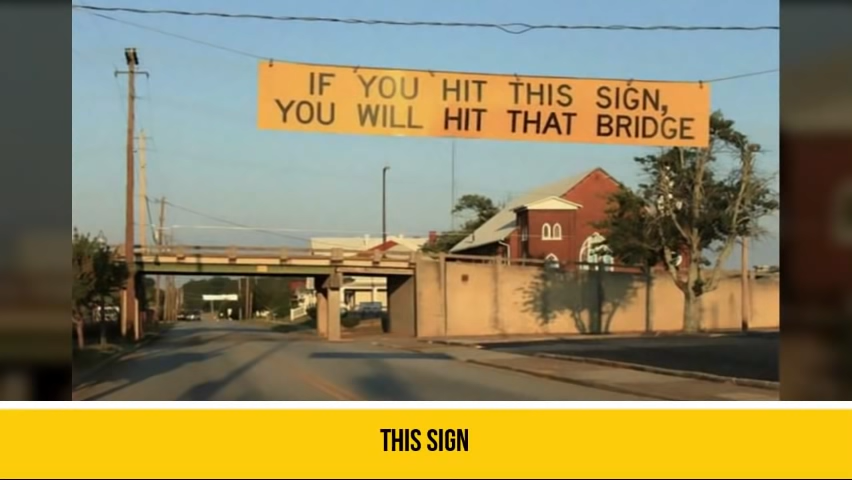 IF YOU HIT THIS SIGN,
YOU WILL HIT THAT BRIDGE
THIS SIGN